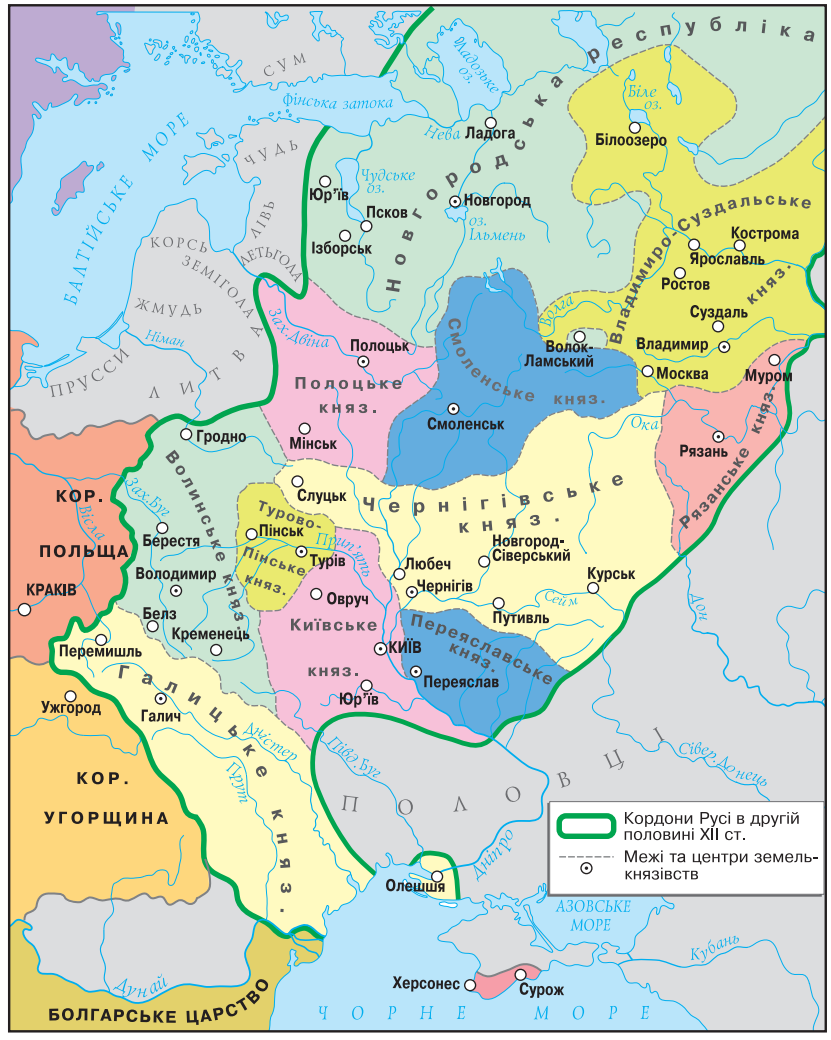 Новгородська республіка
СУМ
Ладозьке
оз.
Фінська затока
Нева
Ладога
Біле
оз.
Білоозеро
БАЛТІЙСЬКЕ МОРЕ
ЧУДЬ
Чудське
оз.
Юр'їв
Псков
Ізборськ
Новгород
оз.
Ільмень
ЛІВЬ
КОРСЬ
ЗЕМІГОЛА
ЛЕТЬГОЛА
ЖМУДЬ
Німан
ПРУССИ
ЛИТВА
Володимиро-Суздальське
княз.
Кострома
Ярославль
Ростов
Суздаль
Владимир
Волга
Волок-
Ламський
Москва
Муром
Зах. Двіна
Полоцьк
Полоцьке
княз.
Мінськ
Смоленське княз.
Смоленськ
Ока
Рязань
Рязанське княз.
Гродно
Волинське княз.
Слуцьк
Чернігівське
княз.
КОР.
ПОЛЬЩА
Вісла
КРАКІВ
Зах. Буг
Берестя
Володимир
Белз
Кременець
Турово-
Пінське
княз.
Пінськ
Турів
Прип'ять
Овруч
Київське
княз.
Любеч
Чернігів
Новгород-
Сіверський
Курськ
Путивль
Сейм
Дон
КИЇВ
Юр'їв
Переяславське
княз.
Переяслав
Перемишль
Галицьке княз.
Галич
Ужгород
Дністер
Прут
КОР.
УГОРЩИНА
Півд. Буг
ПОЛОВЦІ
Сівер. Донець
Дніпро
Олешшя
Кордони Русі в другій
половині XII ст.
Межі та центри земель-
князівств
АЗОВСЬКЕ
МОРЕ
Кубань
Херсонес
Сурож
Дунай
БОЛГАРСЬКЕ ЦАРСТВО
ЧОРНЕ МОРЕ